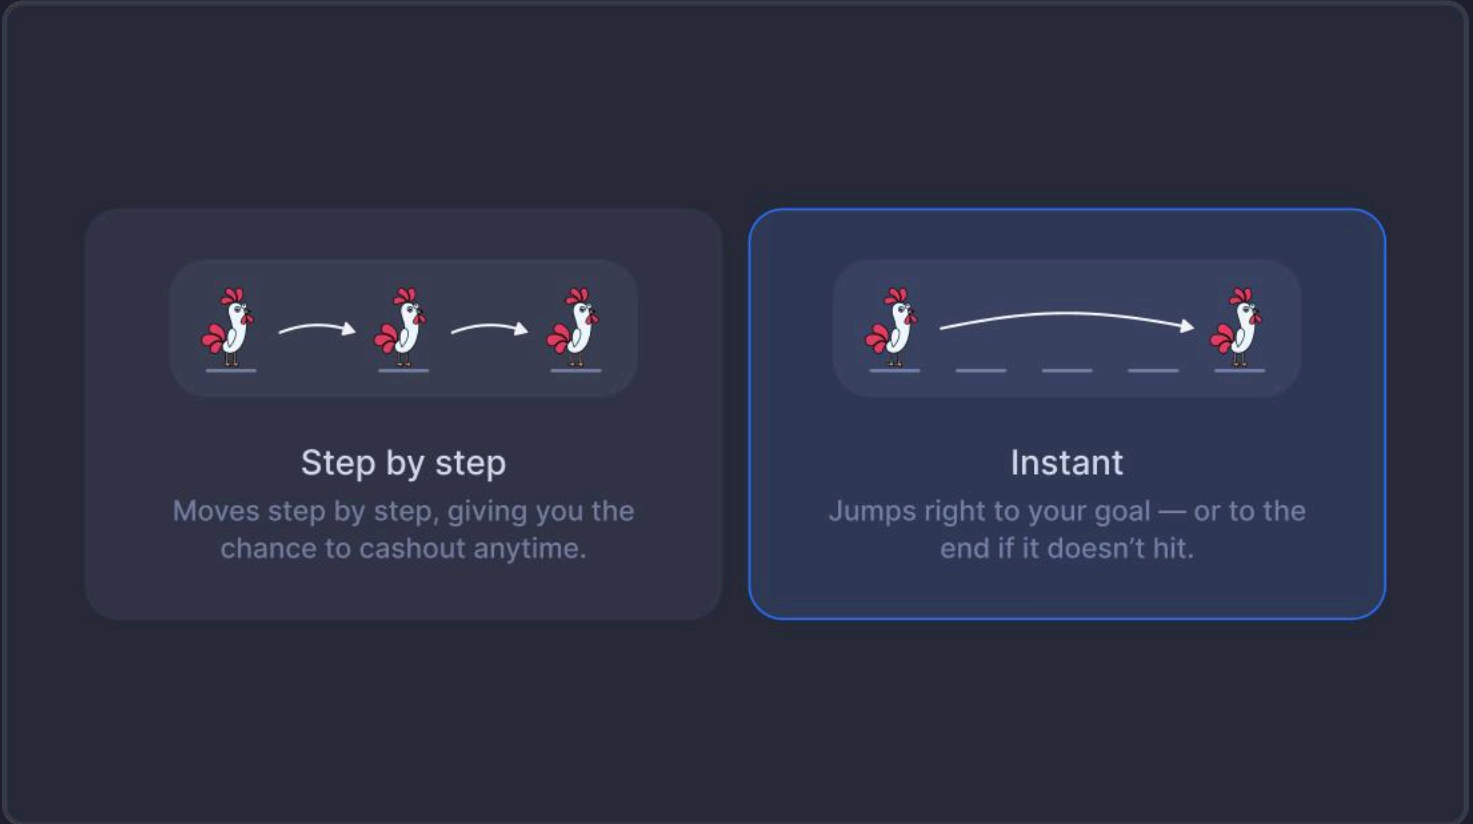 Step by step
Moves step by step, giving you the
chance to cashout anytime.
Instant
Jumps right to your goal — or to the
end if it doesn’t hit.